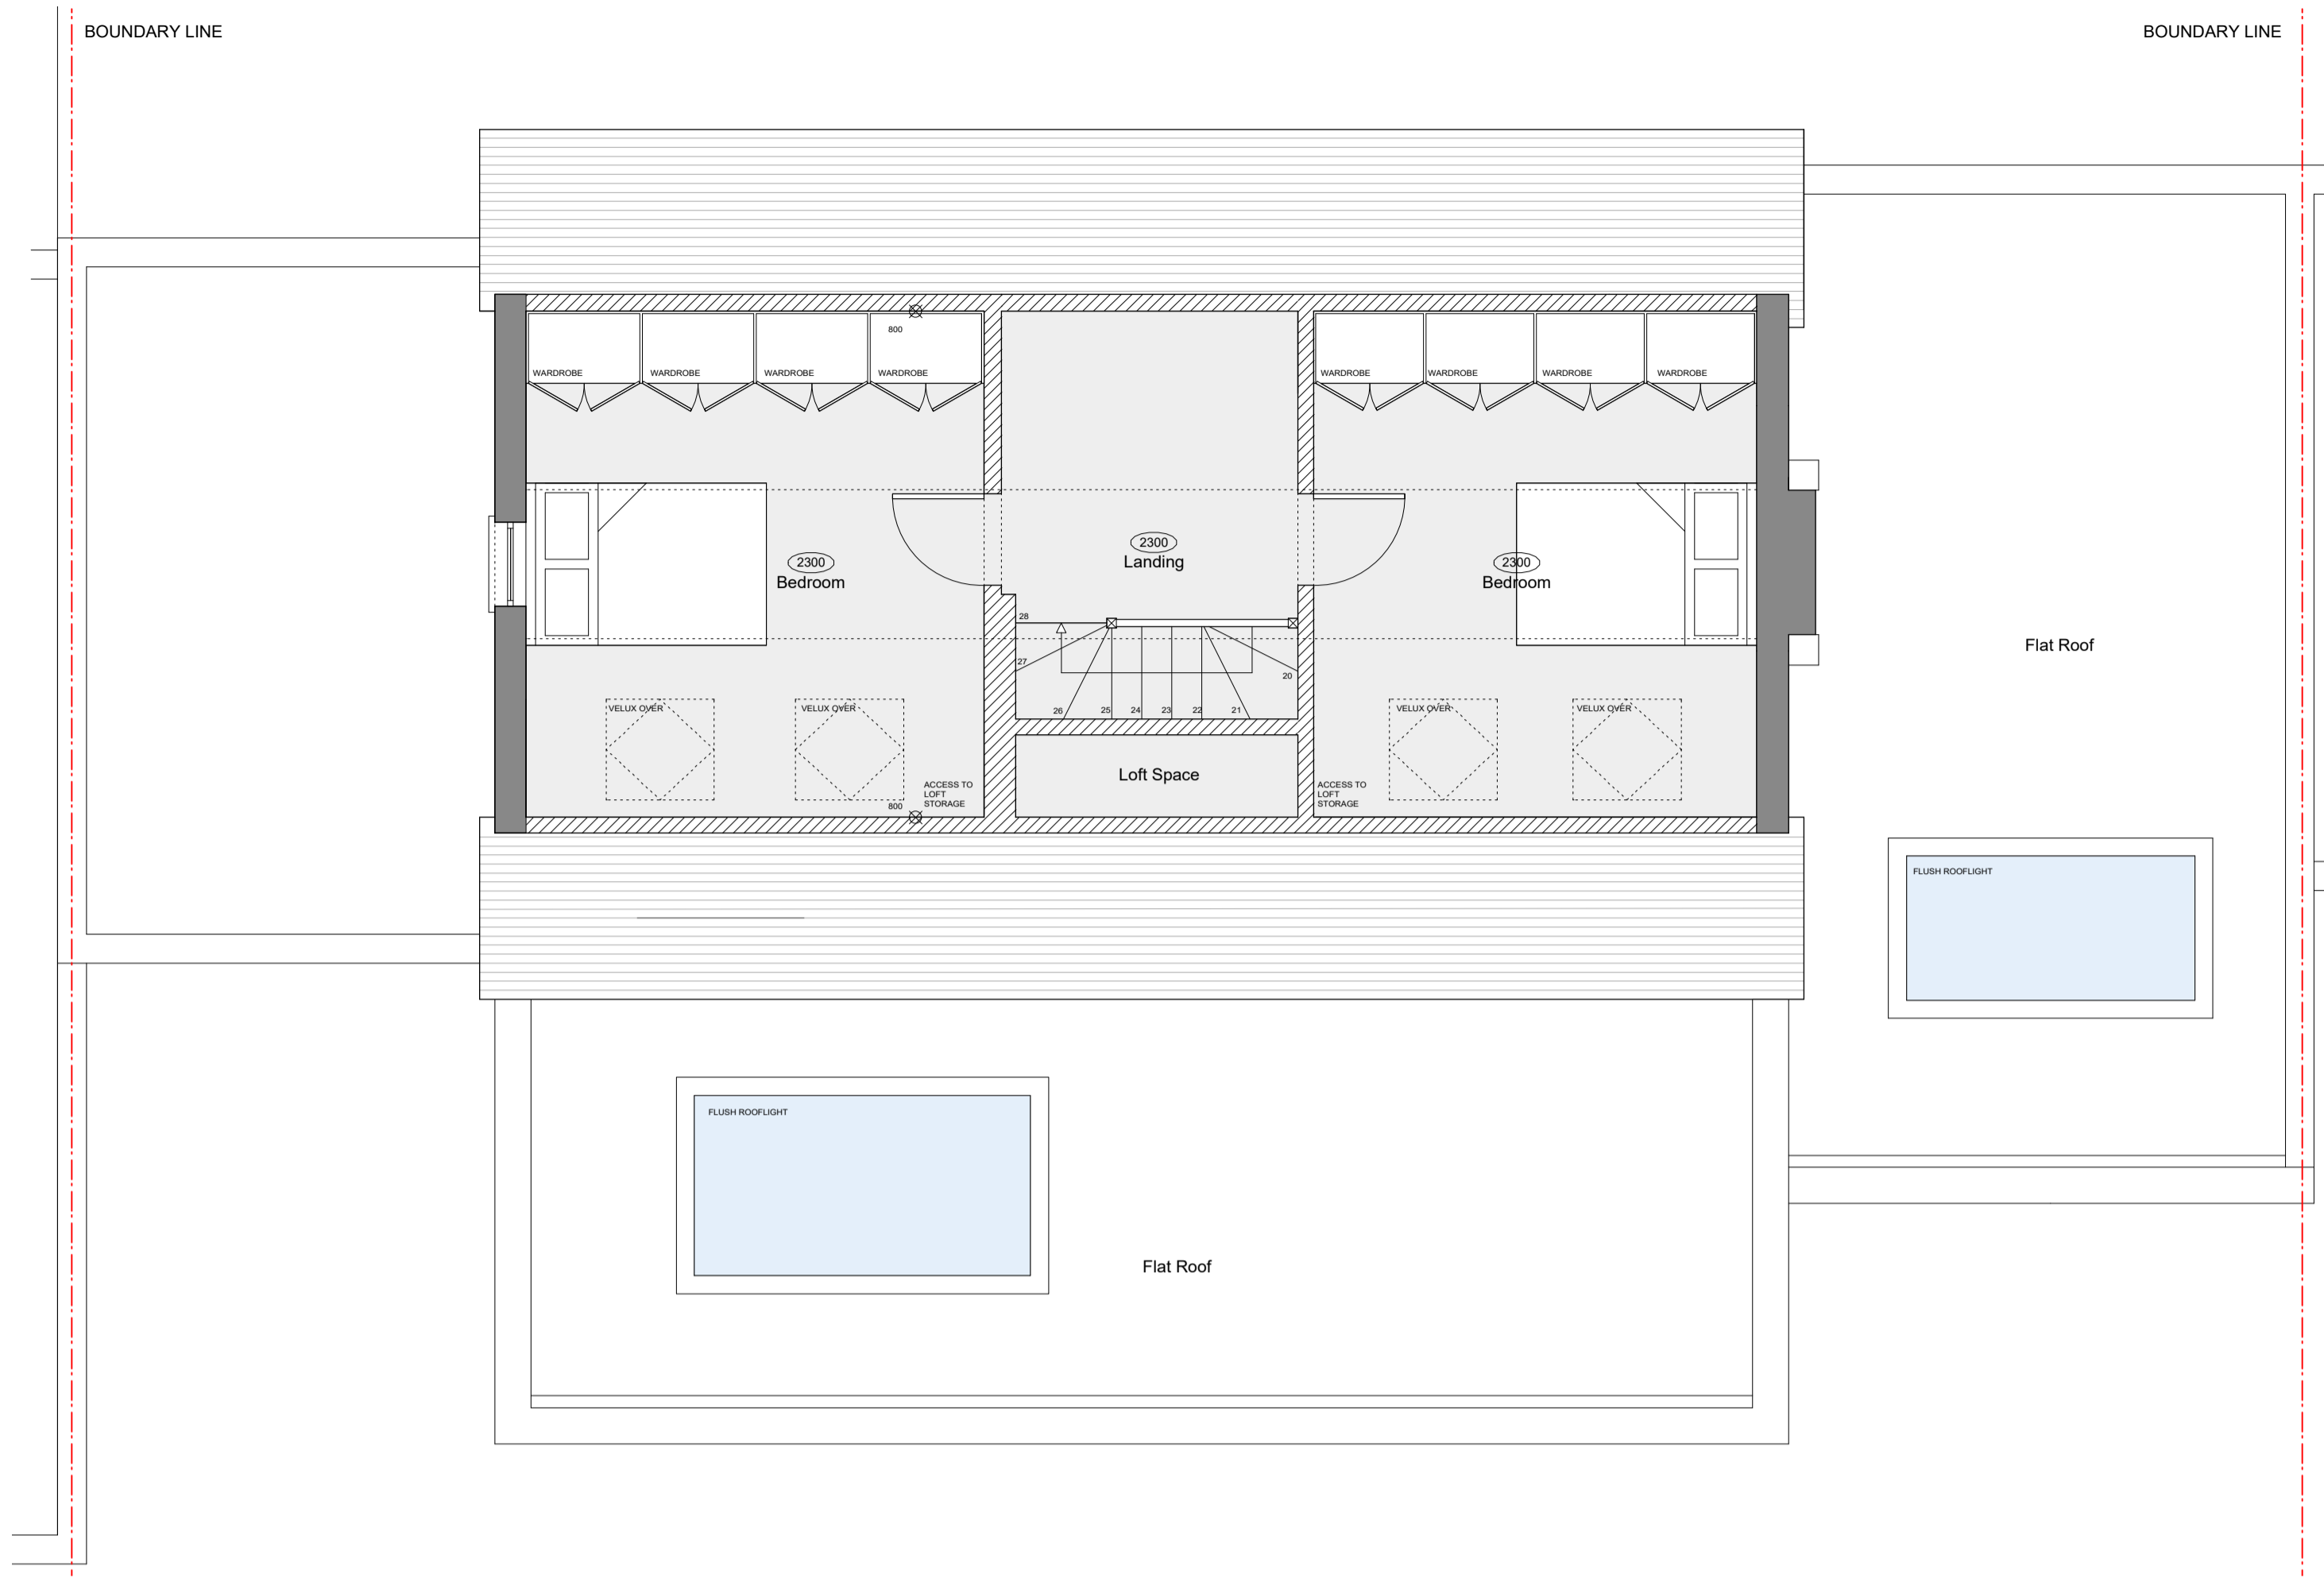 BOUNDARY LINE
BOUNDARY LINE
800
WARDROBE
WARDROBE
WARDROBE
WARDROBE
WARDROBE
WARDROBE
WARDROBE
WARDROBE
2300
Landing
2300
Bedroom
2300
Bedroom
28
27
20
26
25
24
23
22
21
Flat Roof
VELUX OVER
VELUX OVER
VELUX OVER
VELUX OVER
Loft Space
ACCESS TO
LOFT
STORAGE
800
ACCESS TO
LOFT
STORAGE
FLUSH ROOFLIGHT
FLUSH ROOFLIGHT
Flat Roof